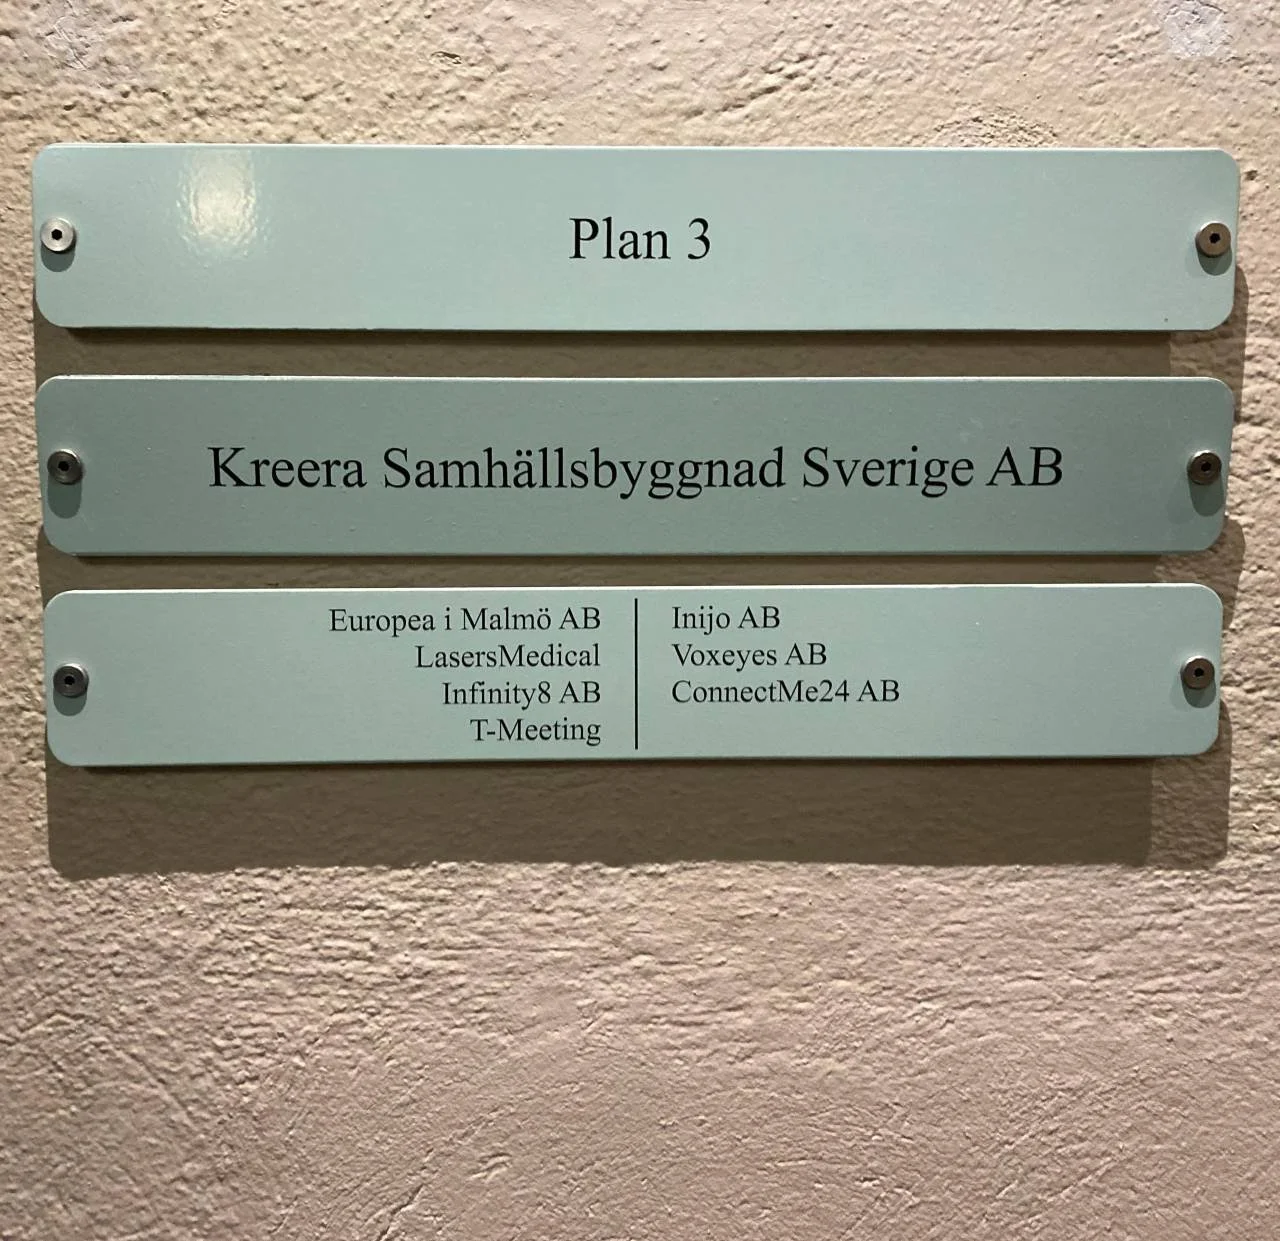 Plan 3
Kreera Samhällsbyggnad Sverige AB
Europea i Malmö AB
LasersMedical
Infinity8 AB
T-Meeting
Inijo AB
Voxeyes AB
ConnectMe24 AB